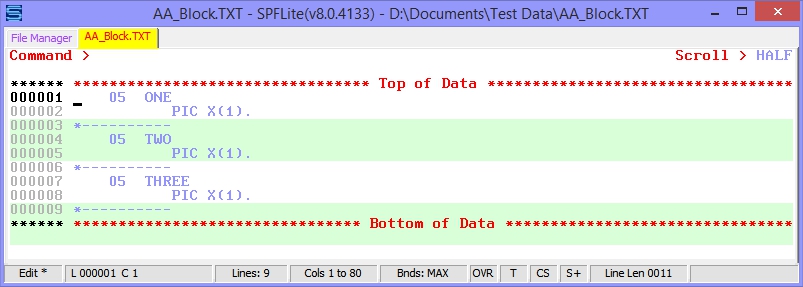 AA_Block.TXT - SPFLite(v8.0.4133) - D:\Documents\Test Data\AA_Block.TXT
File Manager AA_Block.TXT
Command > Scroll > HALF
****** ********************************* Top of Data **********************************
000001 05 ONE
000002 PIC X(1).
000003 *----------
000004 05 TWO
000005 PIC X(1).
000006 *----------
000007 05 THREE
000008 PIC X(1).
000009 *----------
****** ******************************** Bottom of Data ********************************
Edit * L 000001 C 1 Lines: 9 Cols 1 to 80 Bnds: MAX OVR T CS S+ Line Len 0011